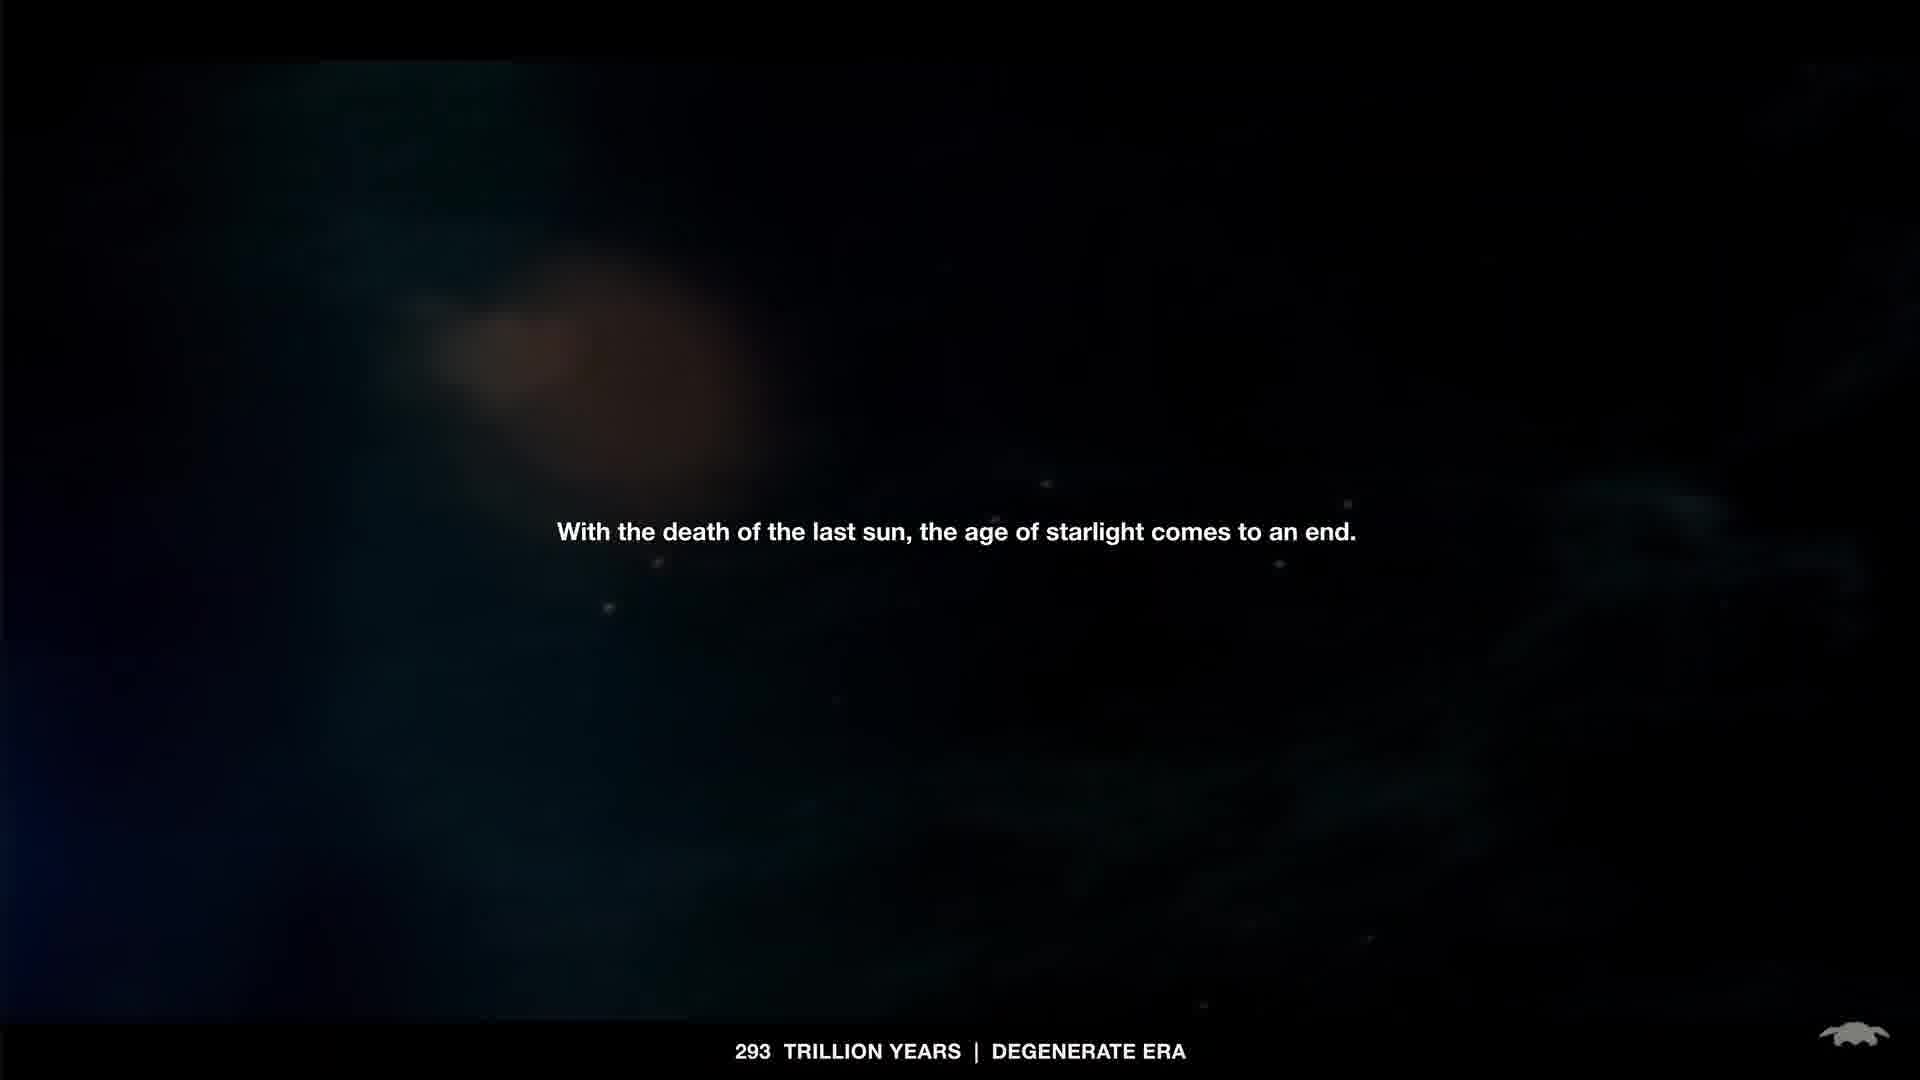 With the death of the last sun, the age of starlight comes to an end.
293 TRILLION YEARS | DEGENERATE ERA